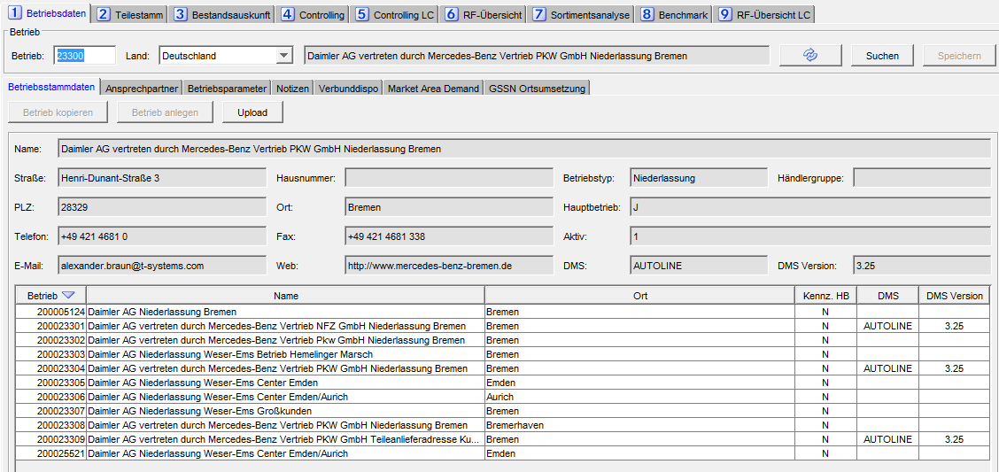 1 Betriebsdaten 2 Teilestamm 3 Bestandsauskunft 4 Controlling 5 Controlling LC 6 RF-Übersicht 7 Sortimentsanalyse 8 Benchmark 9 RF-Übersicht LC
Betrieb
Betrieb: 23300 Land: Deutschland Daimler AG vertreten durch Mercedes-Benz Vertrieb PKW GmbH Niederlassung Bremen Suchen Speichern
Betriebsstammdaten Ansprechpartner Betriebsparameter Notizen Verbunddispo Market Area Demand GSSN Ortsumsetzung
Betrieb kopieren Betrieb anlegen Upload
Name: Daimler AG vertreten durch Mercedes-Benz Vertrieb PKW GmbH Niederlassung Bremen
Straße: Henri-Dunant-Straße 3 Hausnummer: Betriebstyp: Niederlassung Händlergruppe:
PLZ: 28329 Ort: Bremen Hauptbetrieb: J
Telefon: +49 421 4681 0 Fax: +49 421 4681 338 Aktiv: 1
E-Mail: alexander.braun@t-systems.com Web: http://www.mercedes-benz-bremen.de DMS: AUTOLINE DMS Version: 3.25
Betrieb Name Ort Kennz. HB DMS DMS Version
200005124 Daimler AG Niederlassung Bremen Bremen N
200023301 Daimler AG vertreten durch Mercedes-Benz Vertrieb NFZ GmbH Niederlassung Bremen Bremen N AUTOLINE 3.25
200023302 Daimler AG vertreten durch Mercedes-Benz Vertrieb Pkw GmbH Niederlassung Bremen Bremen N
200023303 Daimler AG Niederlassung Weser-Ems Betrieb Hemelinger Marsch Bremen N
200023304 Daimler AG vertreten durch Mercedes-Benz Vertrieb PKW GmbH Niederlassung Bremen Bremen N AUTOLINE 3.25
200023305 Daimler AG Niederlassung Weser-Ems Center Emden Emden N
200023306 Daimler AG Niederlassung Weser-Ems Center Emden/Aurich Aurich N
200023307 Daimler AG Niederlassung Weser-Ems Großkunden Bremen N
200023308 Daimler AG vertreten durch Mercedes-Benz Vertrieb PKW GmbH Niederlassung Bremen Bremerhaven N
200023309 Daimler AG vertreten durch Mercedes-Benz Vertrieb PKW GmbH Teileanlieferadresse Ku... Bremen N AUTOLINE 3.25
200025521 Daimler AG Niederlassung Weser-Ems Center Emden/Aurich Emden N